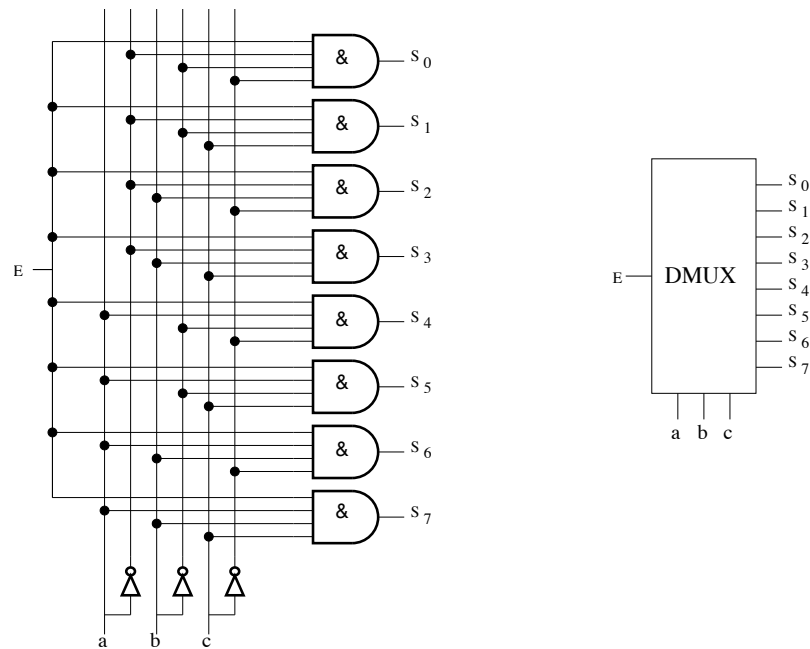 & S 0
& S 1
& S 2
& S 3
E
& S 4
& S 5
& S 6
& S 7
a b c
S 0
S 1
S 2
S 3
E DMUX
S 4
S 5
S 6
S 7
a b c